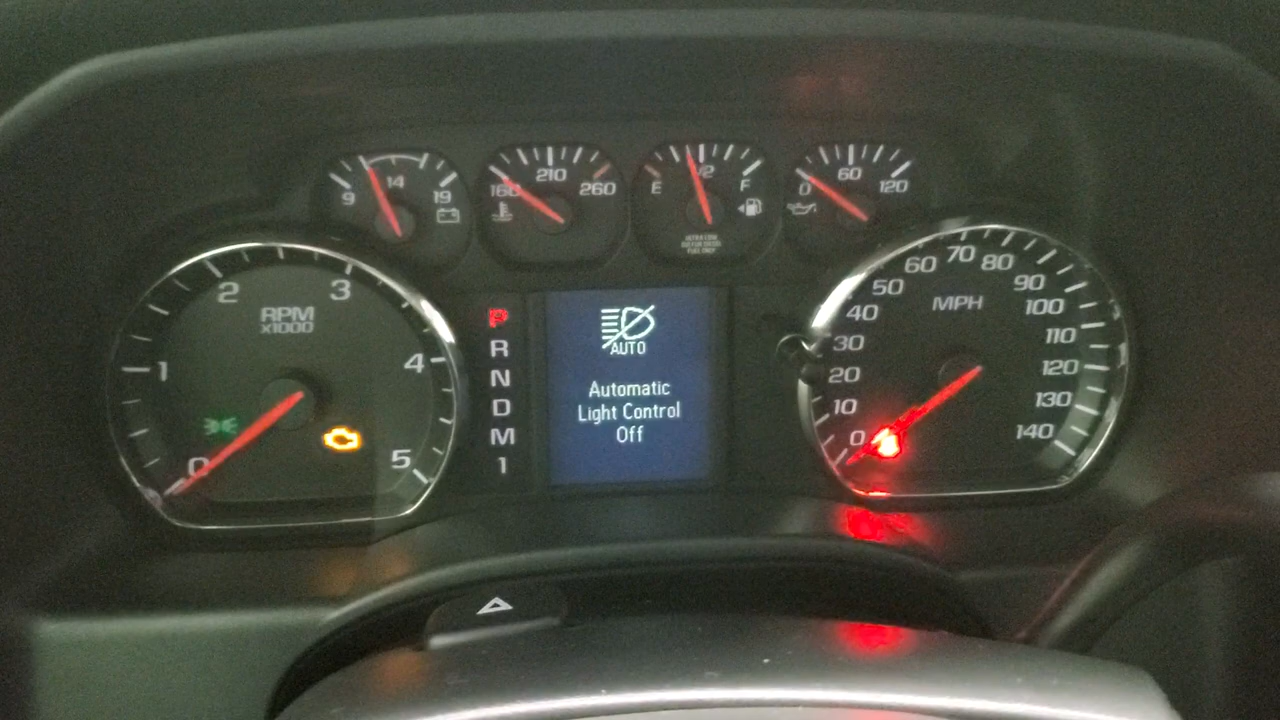 9 14 19
160 210 260
E 1/2 F
ULTRA LOW
SULFUR DIESEL
FUEL ONLY
0 60 120
0 1 2 3 4 5
RPM
x1000
P
R
N
D
M
1
AUTO
Automatic
Light Control
Off
0 10 20 30 40 50 60 70 80 90 100 110 120 130 140
MPH